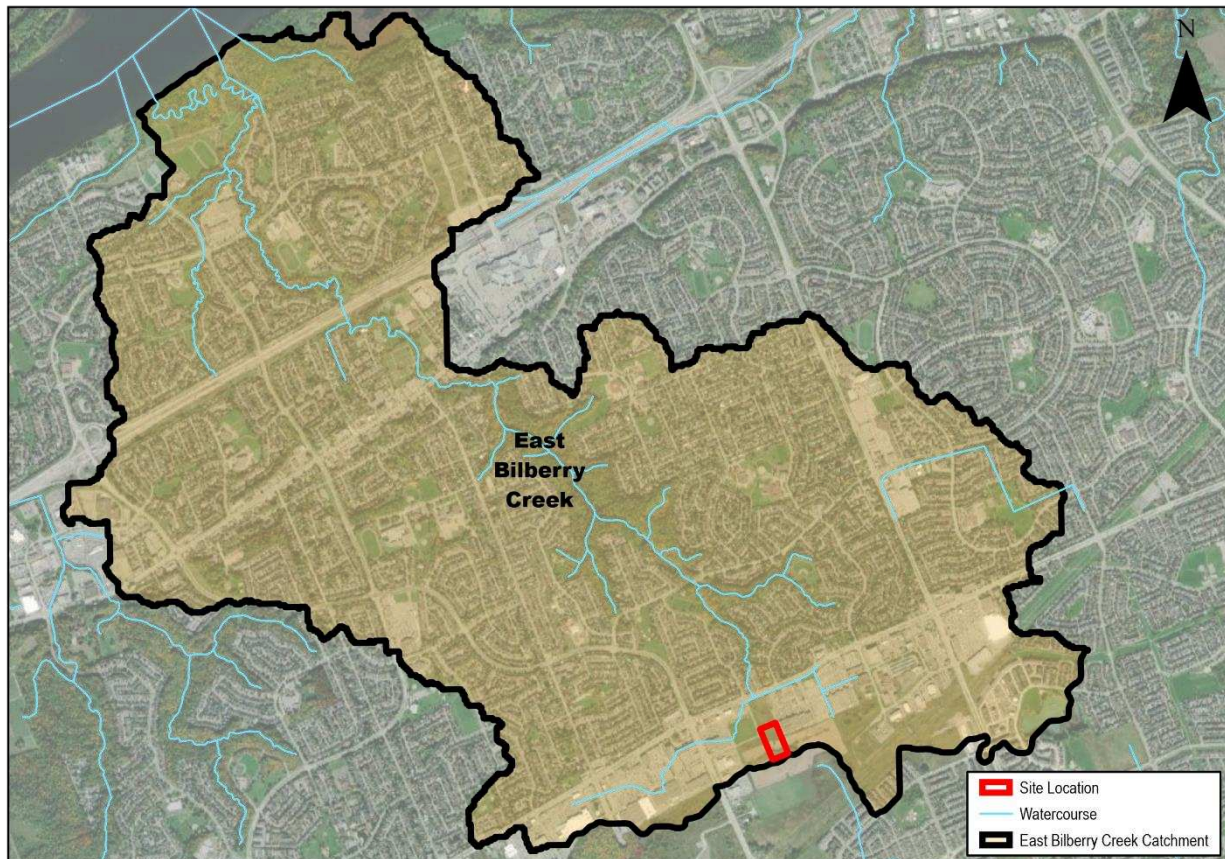 N
East
Bilberry
Creek
Site Location
Watercourse
East Bilberry Creek Catchment